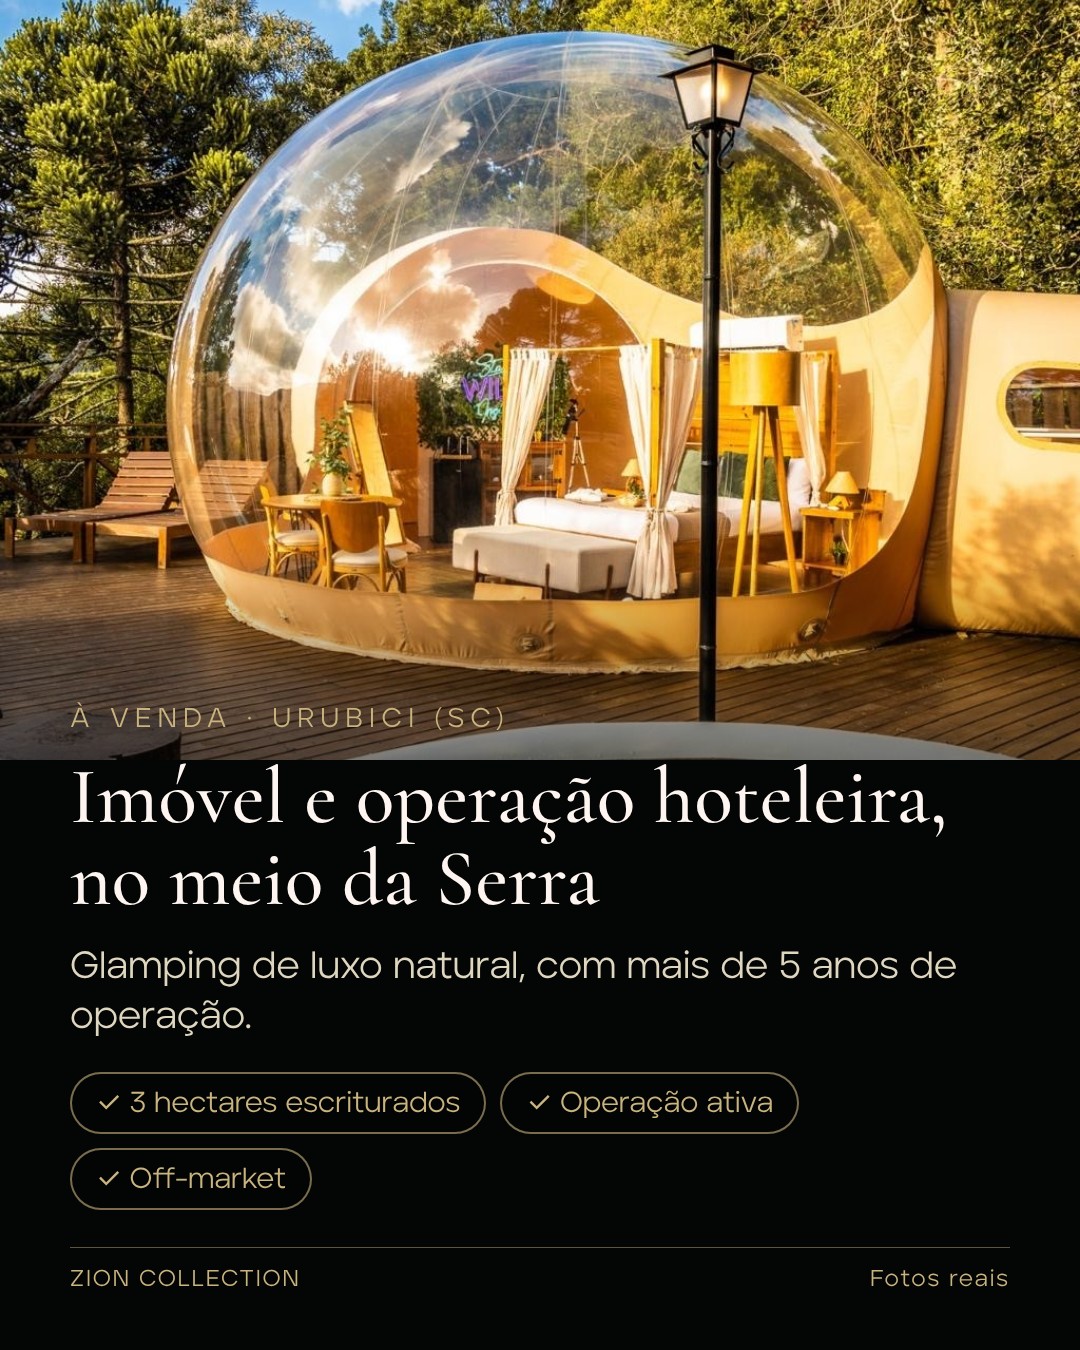 À VENDA · URUBICI (SC)
Imóvel e operação hoteleira,
no meio da Serra
Glamping de luxo natural, com mais de 5 anos de
operação.
✓ 3 hectares escriturados
✓ Operação ativa
✓ Off-market
ZION COLLECTION
Fotos reais